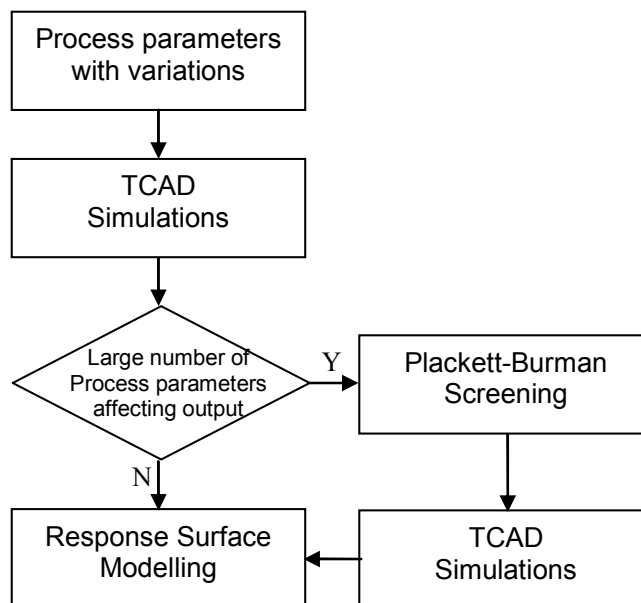 Process parameters
with variations
TCAD
Simulations
Large number of
Process parameters
affecting output
Y
Plackett-Burman
Screening
N
Response Surface
Modelling
TCAD
Simulations